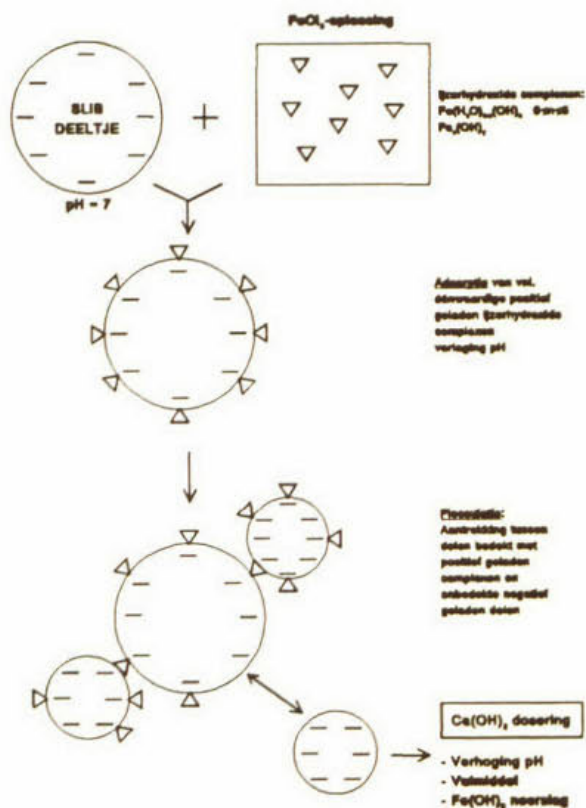 FeCl₃-oplossing
SLIB
DEELTJE
pH = 7
IJzerhydroxide complexen:
Adsorptie van vel.
éénwaardige positief
geladen ijzerhydroxide
complexen
verlaging pH
Flocculatie:
Aantrekking tussen
delen bedekt met
positief geladen
complexen en
onbedekte negatief
geladen delen
Ca(OH)₂ dosering
- Verhoging pH
- Vulmiddel
- Fe(OH)₃ neerslag